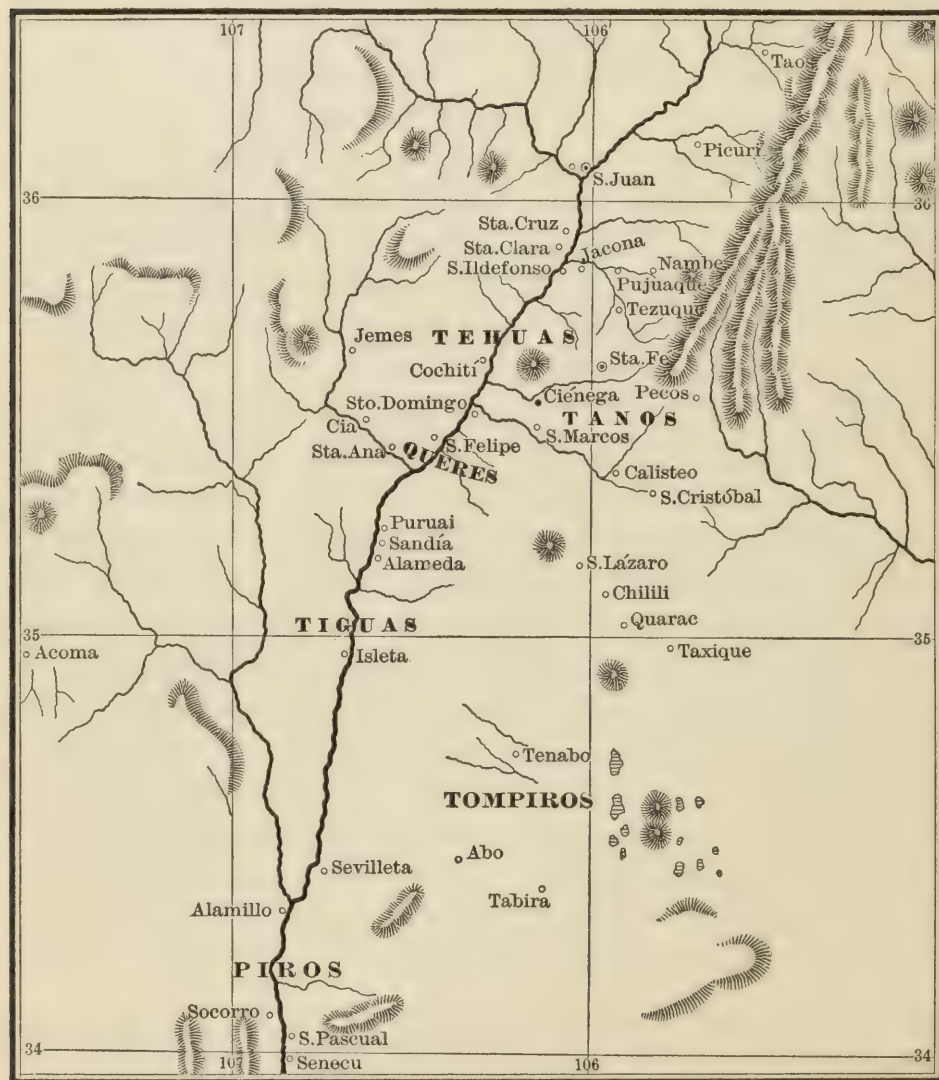 107
106
Taos
Picuri
S.Juan
36
36
Sta.Cruz
Sta.Clara
Jacona
S.Ildefonso
Nambe
Pujuaque
Tezuque
Jemes
TEHUAS
Cochití
Sta.Fe
Ciénega
Pecos
Sto.Domingo
TANOS
Cia
S.Marcos
Sta.Ana
QUERES
S.Felipe
Calisteo
S.Cristóbal
Puruai
Sandía
Alameda
S.Lázaro
Chilili
Quarac
TIGUAS
35
35
Acoma
Isleta
Taxique
Tenabo
TOMPIROS
Abo
Sevilleta
Tabira
Alamillo
PIROS
Socorro
S.Pascual
34
34
107
106
Senecu